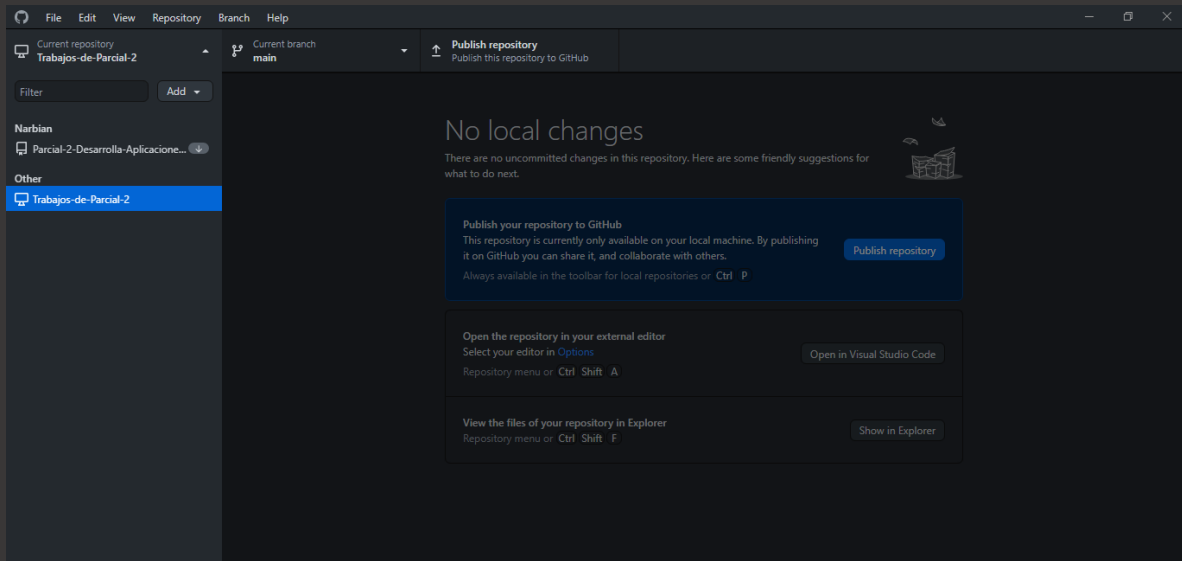 File Edit View Repository Branch Help
Current repository
Trabajos-de-Parcial-2
Current branch
main
Publish repository
Publish this repository to GitHub
Filter
Add
Narbian
Parcial-2-Desarrolla-Aplicacione...
Other
Trabajos-de-Parcial-2
No local changes
There are no uncommitted changes in this repository. Here are some friendly suggestions for
what to do next.
Publish your repository to GitHub
This repository is currently only available on your local machine. By publishing
it on GitHub you can share it, and collaborate with others.
Always available in the toolbar for local repositories or Ctrl P
Publish repository
Open the repository in your external editor
Select your editor in Options
Repository menu or Ctrl Shift A
Open in Visual Studio Code
View the files of your repository in Explorer
Repository menu or Ctrl Shift F
Show in Explorer